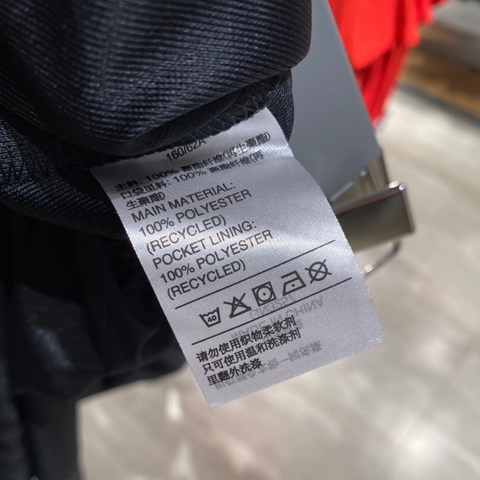 160/62A
主料: 100% 聚酯纤维(再生聚酯)
口袋里料: 100% 聚酯纤维(再
生聚酯)
MAIN MATERIAL:
100% POLYESTER
(RECYCLED)
POCKET LINING:
100% POLYESTER
(RECYCLED)
40
请勿使用织物柔软剂
只可使用温和洗涤剂
里翻外洗涤